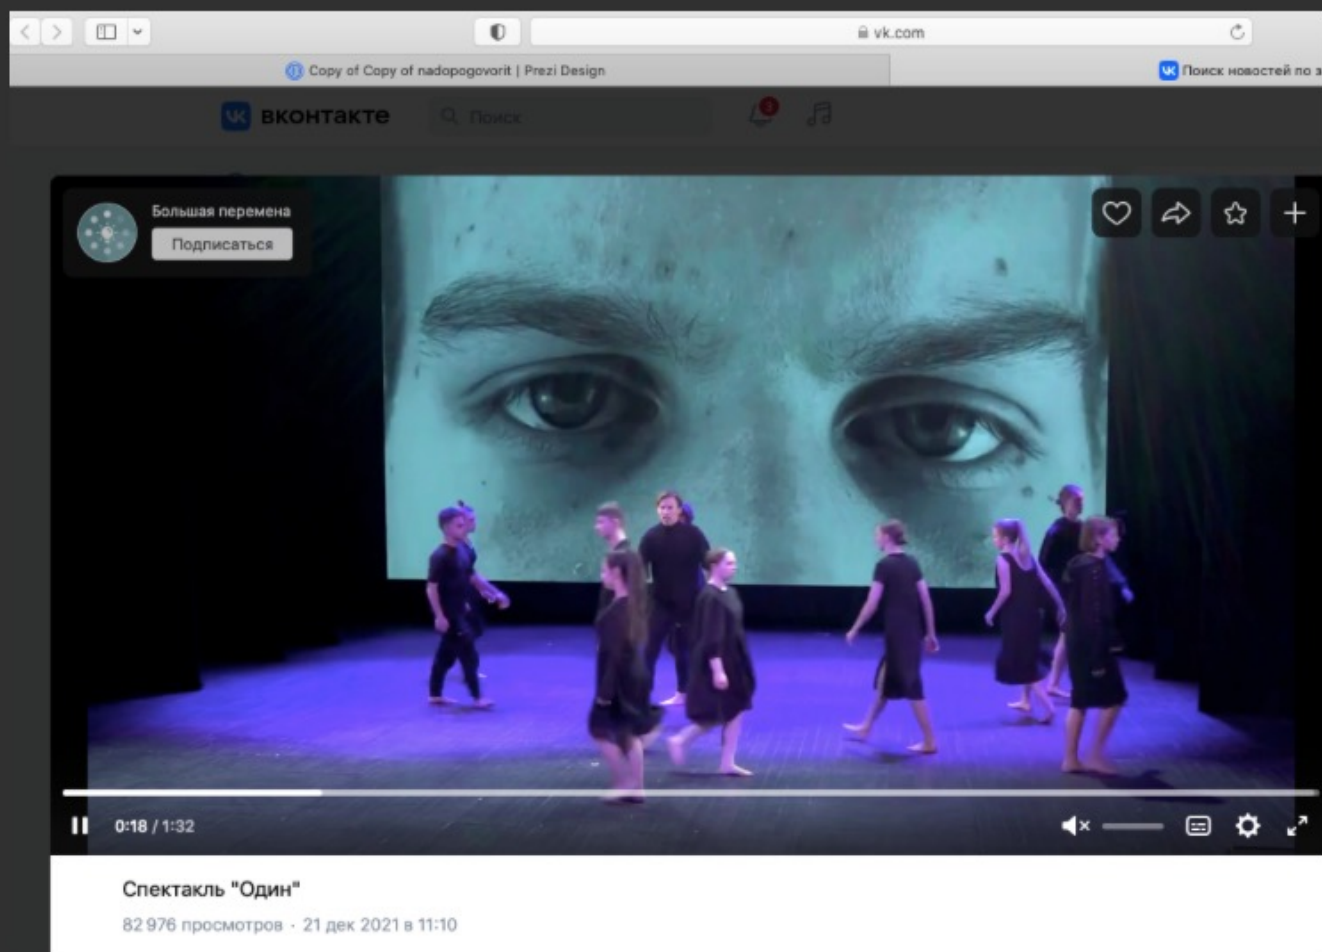 vk.com
Copy of Copy of nadopogovorit | Prezi Design
Поиск новостей по з
вконтакте
Поиск
3
Большая перемена
Подписаться
0:18 / 1:32
Спектакль "Один"
82 976 просмотров · 21 дек 2021 в 11:10